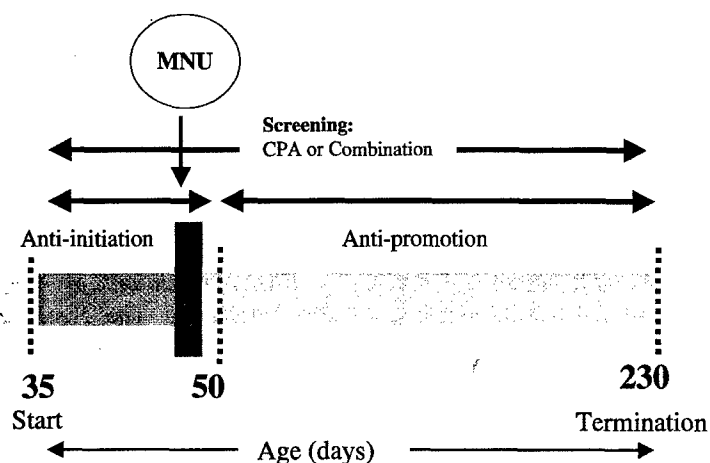 MNU
Screening:
CPA or Combination
Anti-initiation
Anti-promotion
35
50
230
Start
Termination
Age (days)